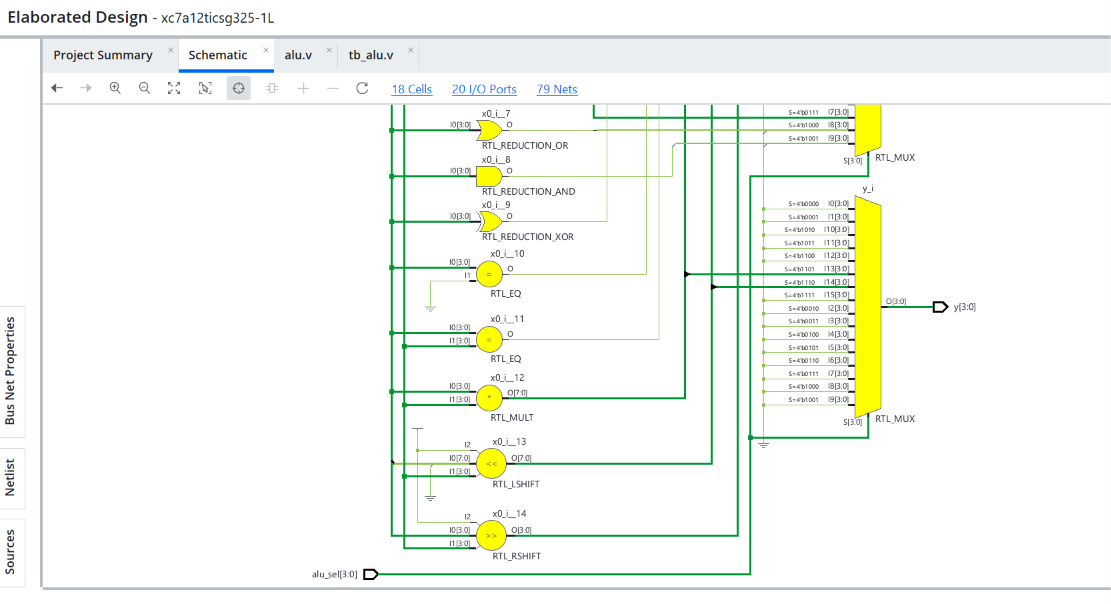 Elaborated Design - xc7a12ticsg325-1L
Project Summary × Schematic × alu.v × tb_alu.v ×
18 Cells 20 I/O Ports 79 Nets
x0_i__7
I0[3:0] O
RTL_REDUCTION_OR
x0_i__8
I0[3:0] O
RTL_REDUCTION_AND
x0_i__9
I0[3:0] O
RTL_REDUCTION_XOR
x0_i__10
I0[3:0] O
I1
=
RTL_EQ
x0_i__11
I0[3:0] O
I1[3:0]
=
RTL_EQ
x0_i__12
I0[3:0] O[7:0]
I1[3:0]
*
RTL_MULT
x0_i__13
I2
I0[7:0] O[7:0]
I1[3:0]
<<
RTL_LSHIFT
x0_i__14
I2
I0[3:0] O[3:0]
I1[3:0]
>>
RTL_RSHIFT
alu_sel[3:0]
S=4'b0111 I7[3:0]
S=4'b1000 I8[3:0]
S=4'b1001 I9[3:0]
S[3:0] RTL_MUX
y_i
S=4'b0000 I0[3:0]
S=4'b0001 I1[3:0]
S=4'b1010 I10[3:0]
S=4'b1011 I11[3:0]
S=4'b1100 I12[3:0]
S=4'b1101 I13[3:0]
S=4'b1110 I14[3:0]
S=4'b1111 I15[3:0]
S=4'b0010 I2[3:0]
S=4'b0011 I3[3:0]
S=4'b0100 I4[3:0]
S=4'b0101 I5[3:0]
S=4'b0110 I6[3:0]
S=4'b0111 I7[3:0]
S=4'b1000 I8[3:0]
S=4'b1001 I9[3:0]
O[3:0] y[3:0]
S[3:0] RTL_MUX
Bus Net Properties
Netlist
Sources